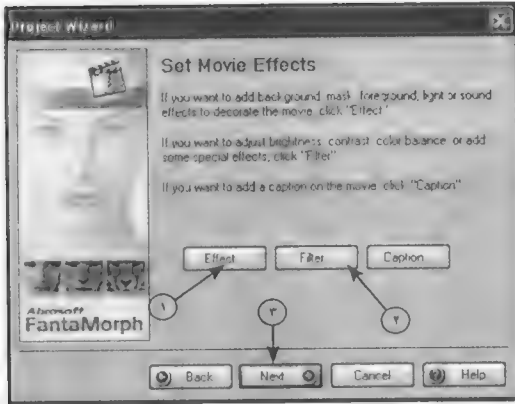 Project Wizard
Set Movie Effects
If you want to add background, mask, foreground, light or sound
effects to decorate the movie, click "Effect".
If you want to adjust brightness, contrast, color balance, or add
some special effects, click "Filter"
If you want to add a caption on the movie, click "Caption"
Effect
Filter
Caption
١
٢
٣
Abrosoft
FantaMorph
Back
Next
Cancel
Help